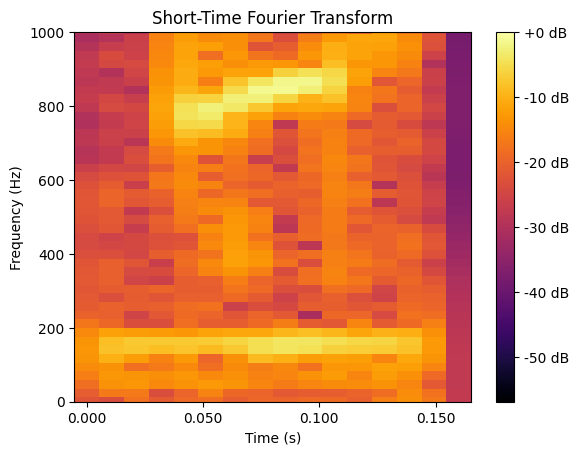 Short-Time Fourier Transform
1000
800
600
400
200
0
Frequency (Hz)
0.000
0.050
0.100
0.150
Time (s)
+0 dB
-10 dB
-20 dB
-30 dB
-40 dB
-50 dB